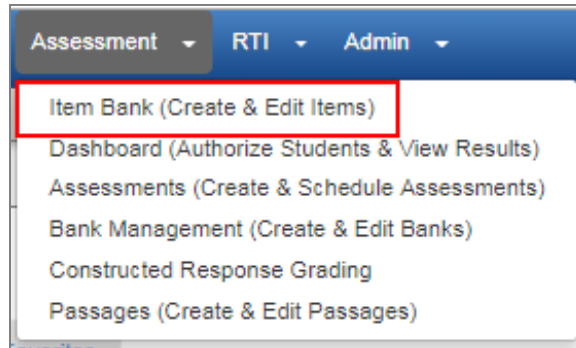 Assessment RTI Admin
Item Bank (Create & Edit Items)
Dashboard (Authorize Students & View Results)
Assessments (Create & Schedule Assessments)
Bank Management (Create & Edit Banks)
Constructed Response Grading
Passages (Create & Edit Passages)